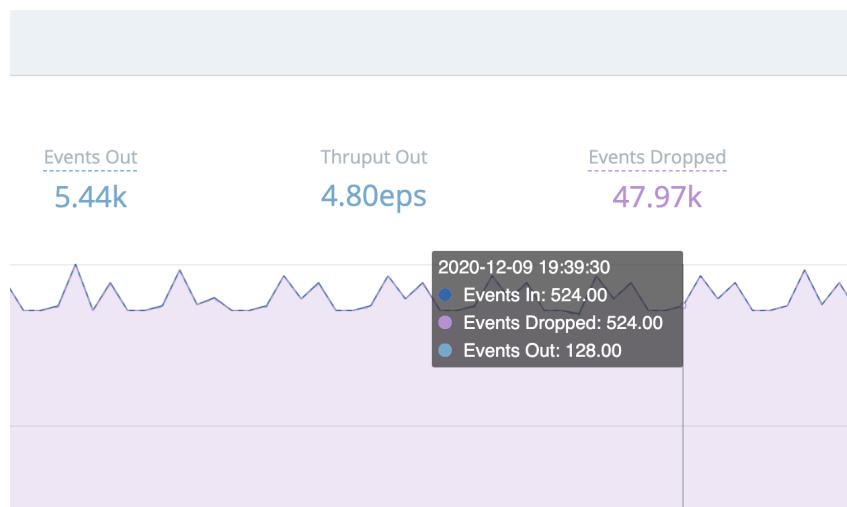 Events Out
Thruput Out
Events Dropped
5.44k
4.80eps
47.97k
2020-12-09 19:39:30
Events In: 524.00
Events Dropped: 524.00
Events Out: 128.00